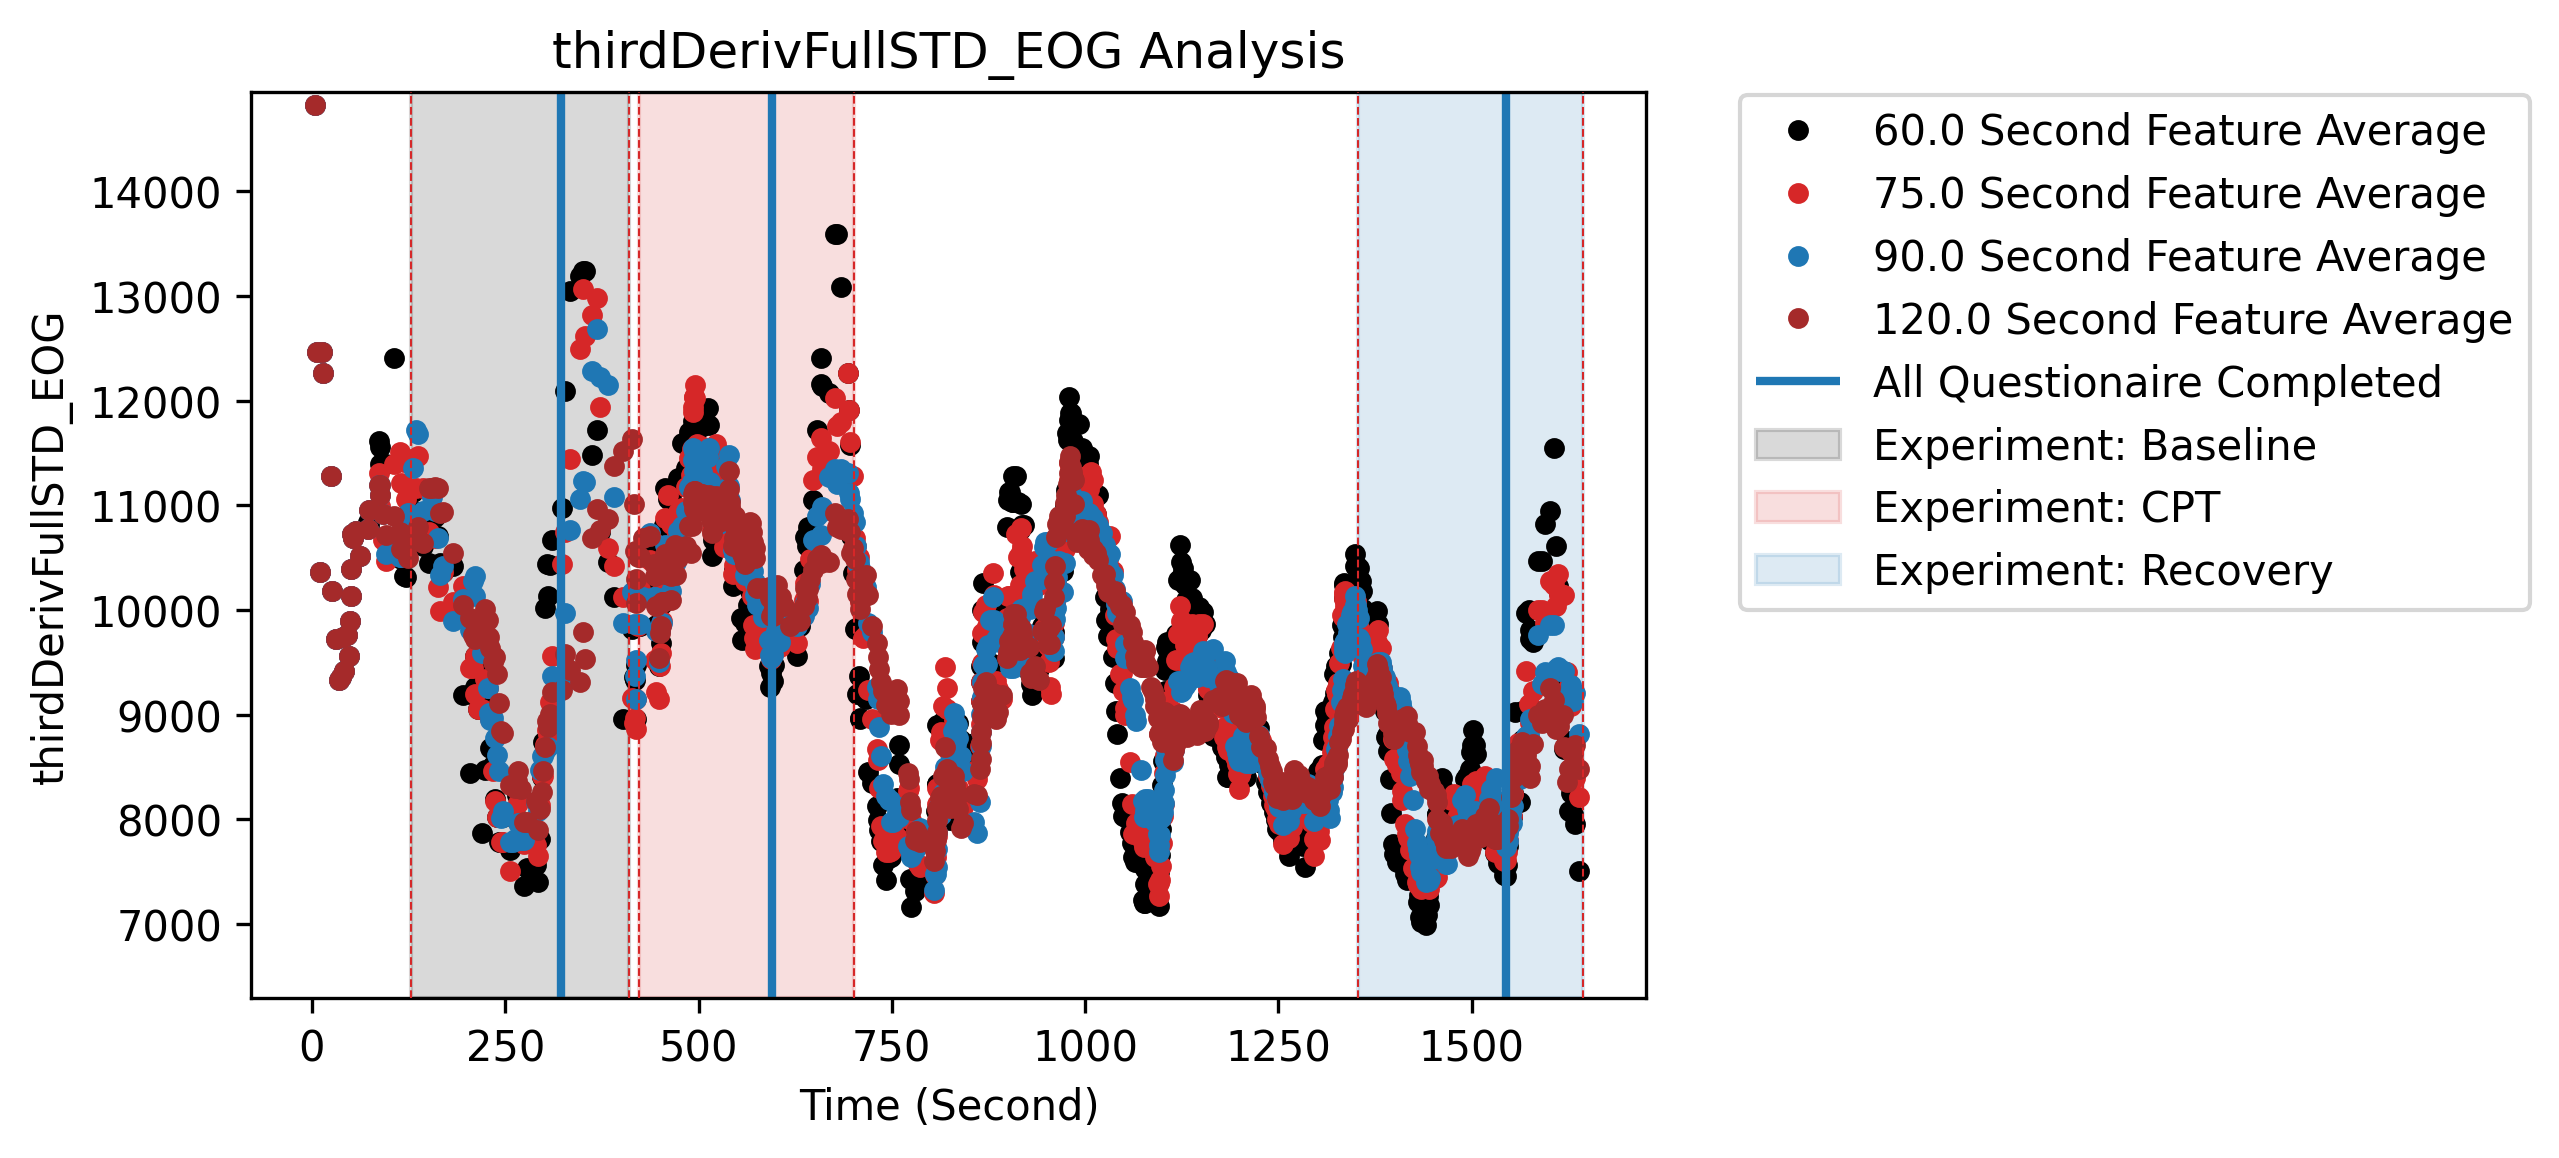 thirdDerivFullSTD_EOG Analysis
thirdDerivFullSTD_EOG
14000
13000
12000
11000
10000
9000
8000
7000
0 250 500 750 1000 1250 1500
Time (Second)
60.0 Second Feature Average
75.0 Second Feature Average
90.0 Second Feature Average
120.0 Second Feature Average
All Questionaire Completed
Experiment: Baseline
Experiment: CPT
Experiment: Recovery